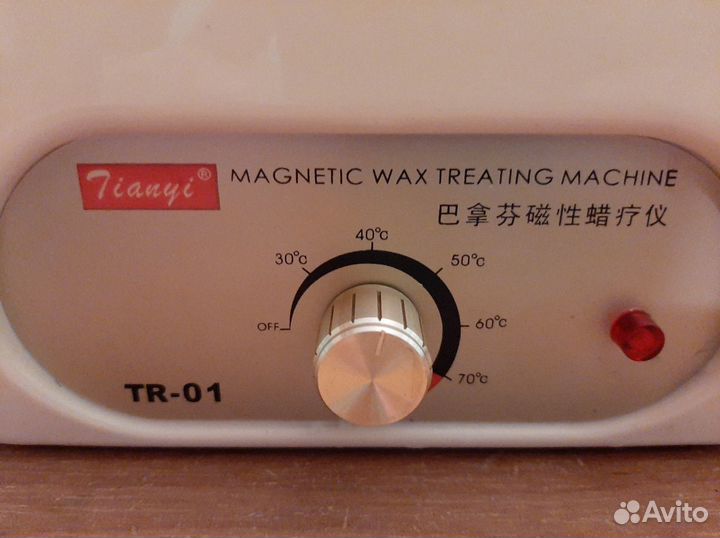 Tianyi®
MAGNETIC WAX TREATING MACHINE
巴拿芬磁性蜡疗仪
40℃
30℃
50℃
OFF
60℃
70℃
TR-01
Avito